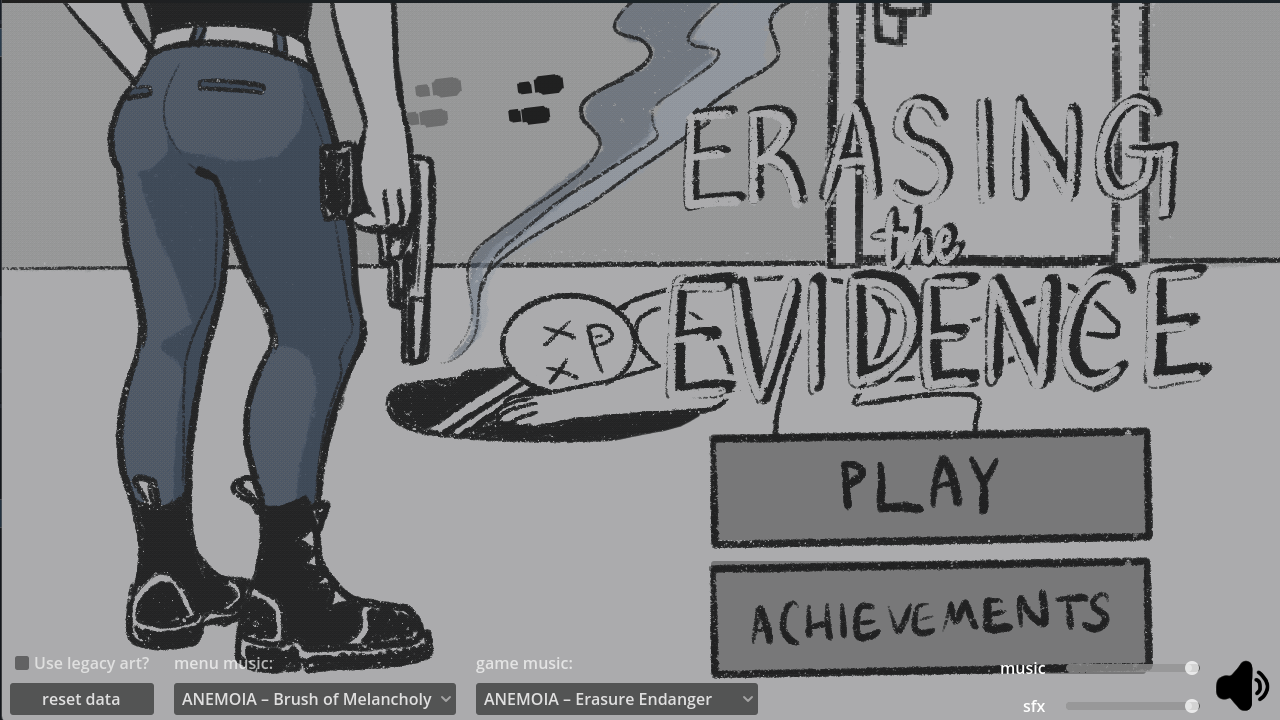 ERASING
the
EVIDENCE
PLAY
ACHIEVEMENTS
Use legacy art?
menu music:
game music:
music
reset data
ANEMOIA – Brush of Melancholy
ANEMOIA – Erasure Endanger
sfx